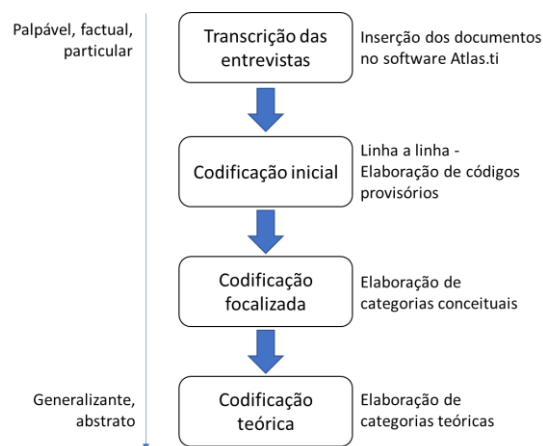 Palpável, factual,
particular
Transcrição das
entrevistas
Inserção dos documentos
no software Atlas.ti
Codificação inicial
Linha a linha -
Elaboração de códigos
provisórios
Codificação
focalizada
Elaboração de
categorias conceituais
Generalizante,
abstrato
Codificação
teórica
Elaboração de
categorias teóricas